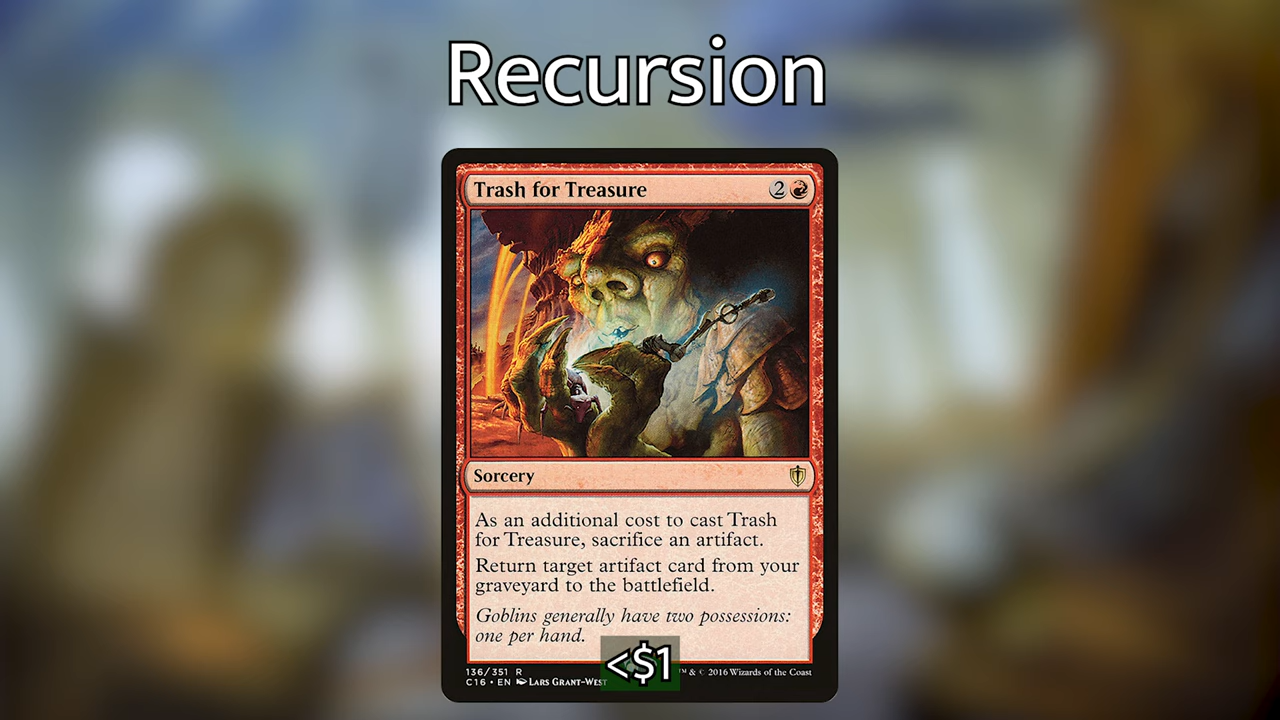 Recursion
Trash for Treasure 2
Sorcery
As an additional cost to cast Trash
for Treasure, sacrifice an artifact.
Return target artifact card from your
graveyard to the battlefield.
Goblins generally have two possessions:
one per hand.
<$1
136/351 R
C16 • EN Lars Grant-West
™ & © 2016 Wizards of the Coast